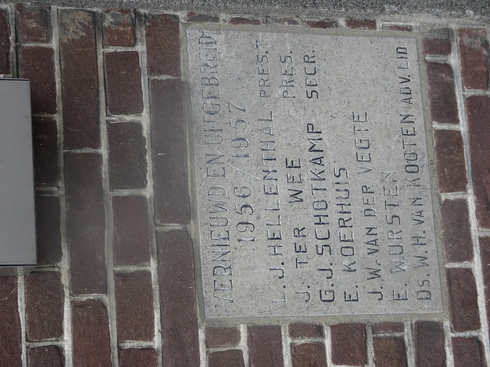 VERNIEUWD EN UITGEBREID
1956 / 1957
L. J. HELLENTHAL PRES.T
J. TER WEE PRES.
G.J. SCHOTKAMP SECR.
E. KOERHUIS
J.W. VAN DER VEGTE
E. WURSTEN
Ds. W.H. VAN KOOTEN ADV. LID